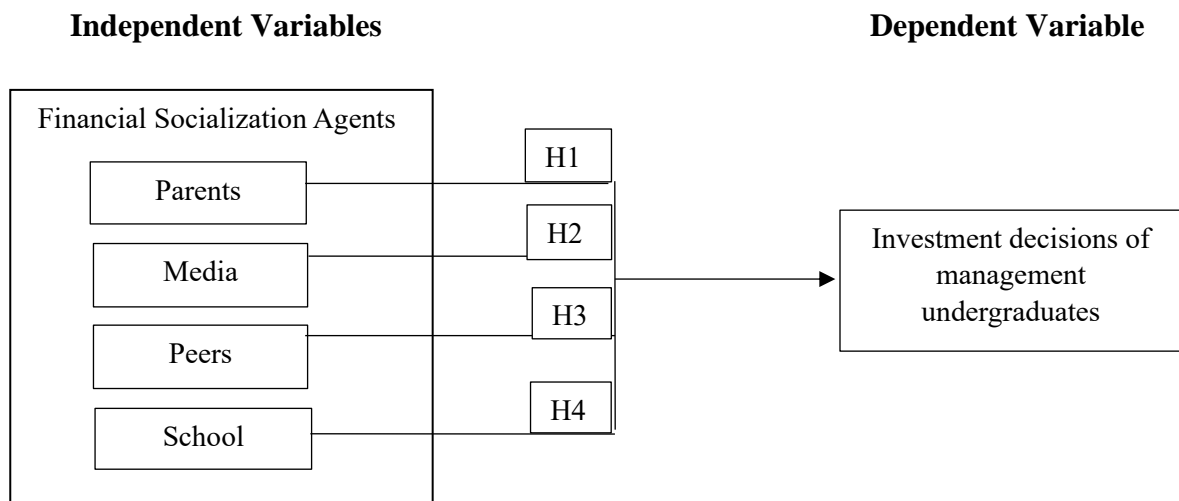 Independent Variables
Dependent Variable
Financial Socialization Agents
Parents
Media
Peers
School
H1
H2
H3
H4
Investment decisions of
management
undergraduates